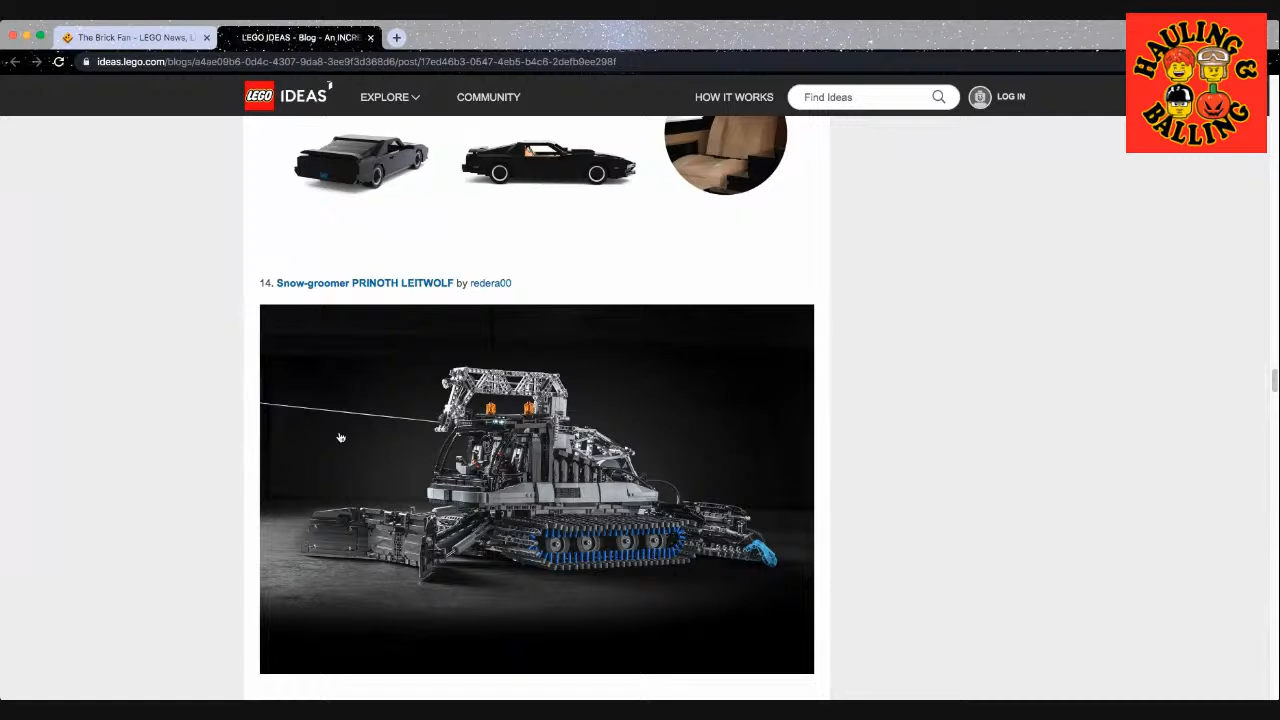 The Brick Fan - LEGO News, L
LEGO IDEAS - Blog - An INCRE
ideas.lego.com/blogs/a4ae09b6-0d4c-4307-9da8-3ee9f3d368d6/post/17ed46b3-0547-4eb5-b4c6-2defb9ee298f
LEGO IDEAS
EXPLORE
COMMUNITY
HOW IT WORKS
Find Ideas
LOG IN
HAULING &
BALLING
14. Snow-groomer PRINOTH LEITWOLF by redera00